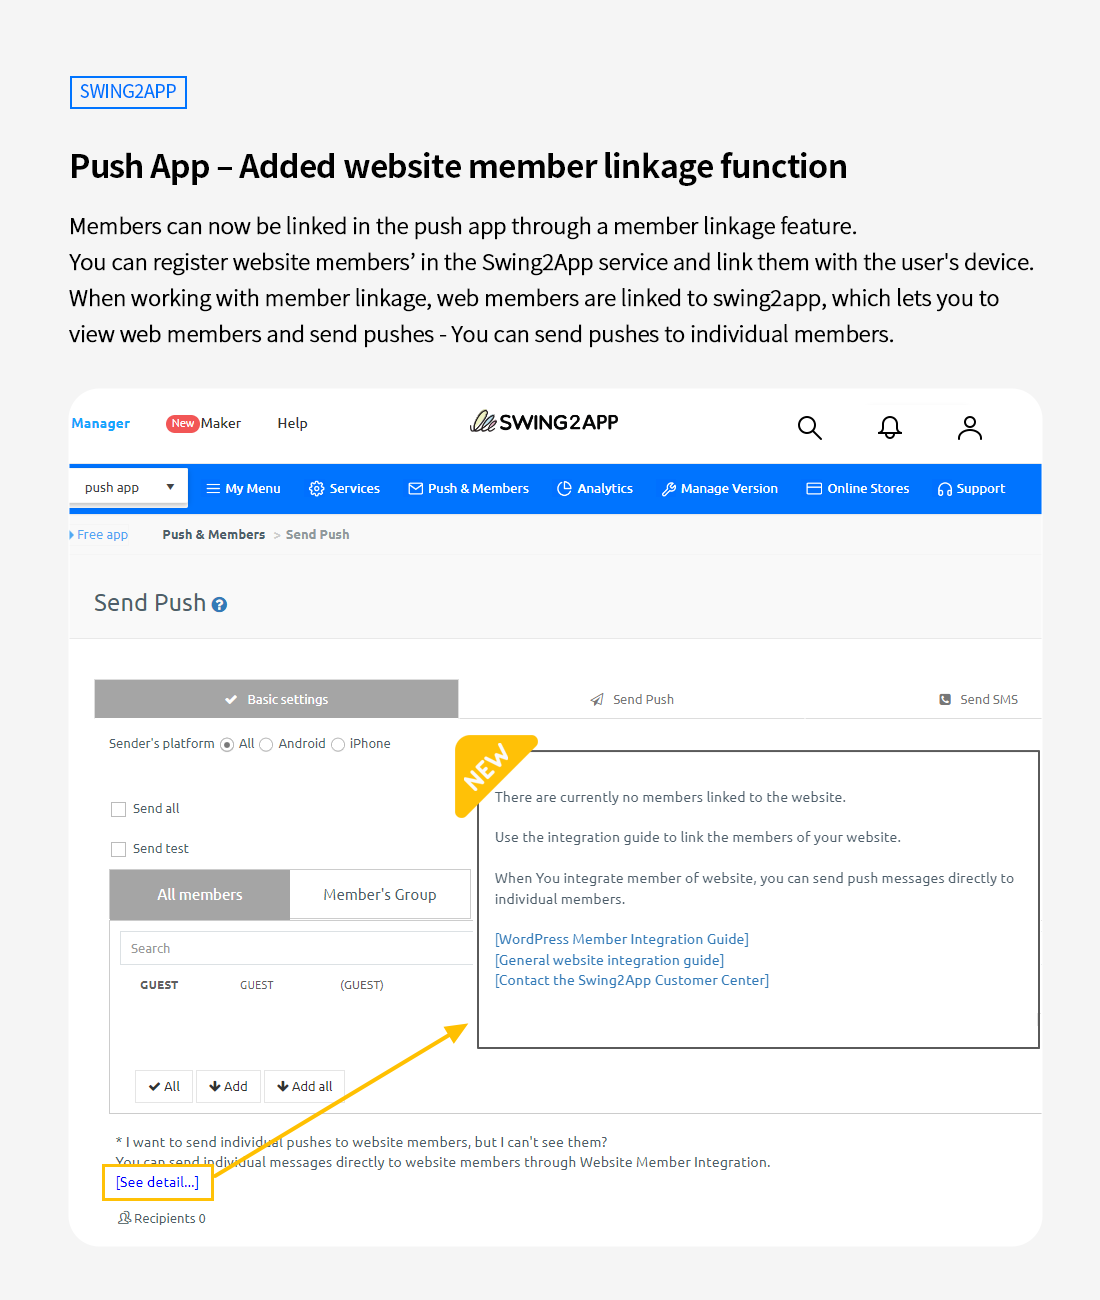 SWING2APP
Push App – Added website member linkage function
Members can now be linked in the push app through a member linkage feature.
You can register website members’ in the Swing2App service and link them with the user's device.
When working with member linkage, web members are linked to swing2app, which lets you to
view web members and send pushes - You can send pushes to individual members.
Manager New Maker Help SWING2APP
push app My Menu Services Push & Members Analytics Manage Version Online Stores Support
Free app Push & Members > Send Push
Send Push ?
Basic settings Send Push Send SMS
Sender's platform All Android iPhone
NEW
Send all
Send test
All members Member's Group
Search
GUEST GUEST (GUEST)
All Add Add all
There are currently no members linked to the website.
Use the integration guide to link the members of your website.
When You integrate member of website, you can send push messages directly to
individual members.
[WordPress Member Integration Guide]
[General website integration guide]
[Contact the Swing2App Customer Center]
* I want to send individual pushes to website members, but I can't see them?
You can send individual messages directly to website members through Website Member Integration.
[See detail...]
Recipients 0